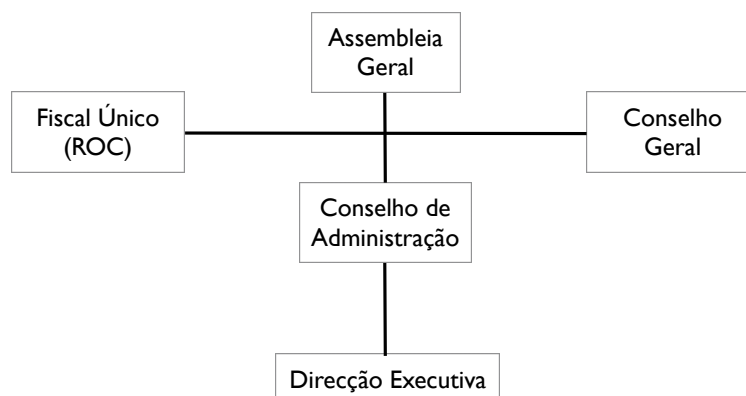 Assembleia
Geral
Fiscal Único
(ROC)
Conselho
Geral
Conselho de
Administração
Direcção Executiva